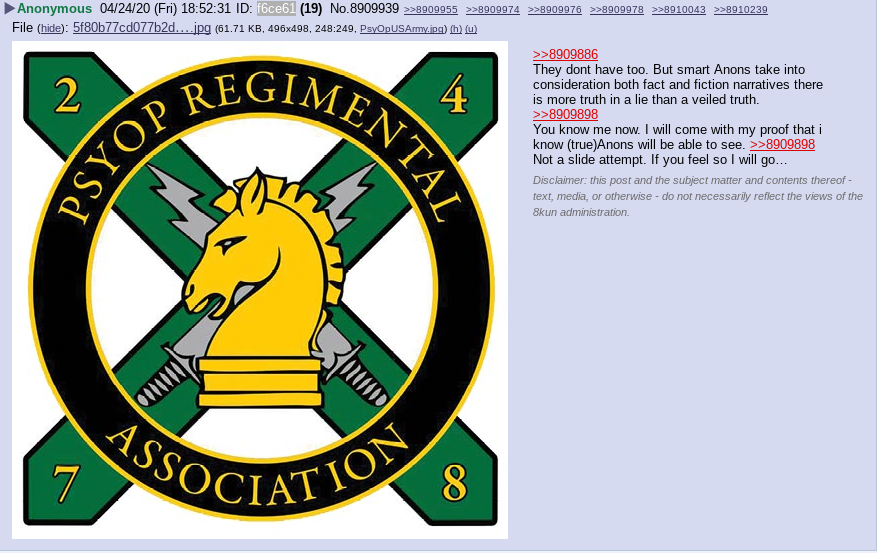 Anonymous 04/24/20 (Fri) 18:52:31 ID: f6ce61 (19) No.8909939 >>8909955 >>8909974 >>8909976 >>8909978 >>8910043 >>8910239
File (hide): 5f80b77cd077b2d….jpg (61.71 KB, 496x498, 248:249, PsyOpUSArmy.jpg) (h) (u)
2
4
PSYOP REGIMENTAL
ASSOCIATION
7
8
>>8909886
They dont have too. But smart Anons take into
consideration both fact and fiction narratives there
is more truth in a lie than a veiled truth.
>>8909898
You know me now. I will come with my proof that i
know (true)Anons will be able to see. >>8909898
Not a slide attempt. If you feel so I will go…
Disclaimer: this post and the subject matter and contents thereof -
text, media, or otherwise - do not necessarily reflect the views of the
8kun administration.